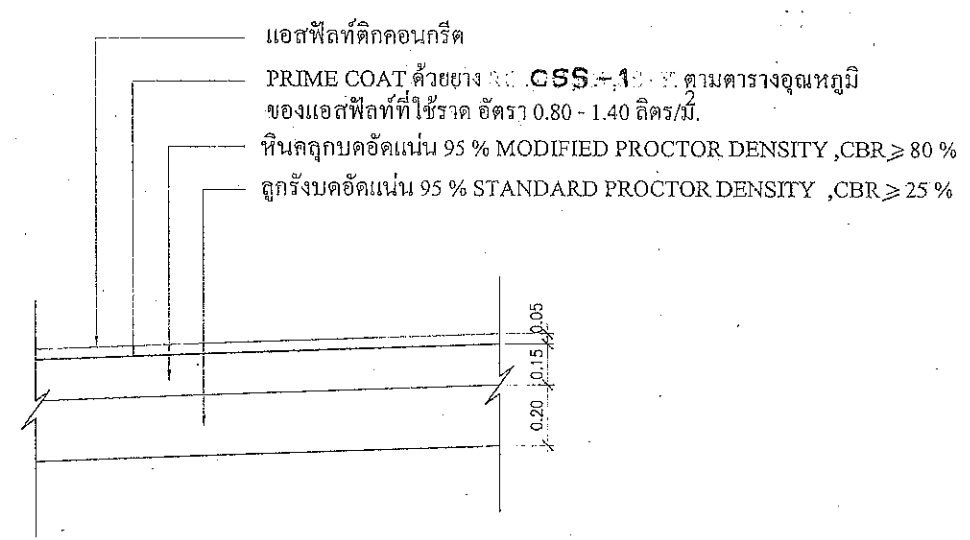 แอสฟัลท์ติกคอนกรีต
PRIME COAT ด้วยยาง CSS-1 ตามตารางอุณหภูมิ
ของแอสฟัลท์ที่ใช้ราด อัตรา 0.80 - 1.40 ลิตร/ม².
หินคลุกบดอัดแน่น 95 % MODIFIED PROCTOR DENSITY ,CBR ≥ 80 %
ลูกรังบดอัดแน่น 95 % STANDARD PROCTOR DENSITY ,CBR ≥ 25 %
0.05
0.15
0.20